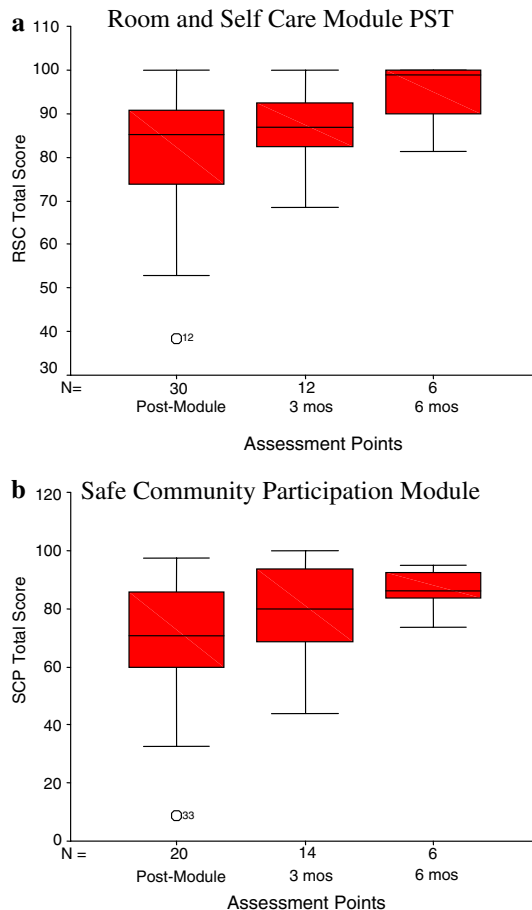 a Room and Self Care Module PST
110
100
90
80
70
60
50
40
30
RSC Total Score
12
N= 30 12 6
Post-Module 3 mos 6 mos
Assessment Points
b Safe Community Participation Module
120
100
80
60
40
20
0
SCP Total Score
33
N = 20 14 6
Post-Module 3 mos 6 mos
Assessment Points